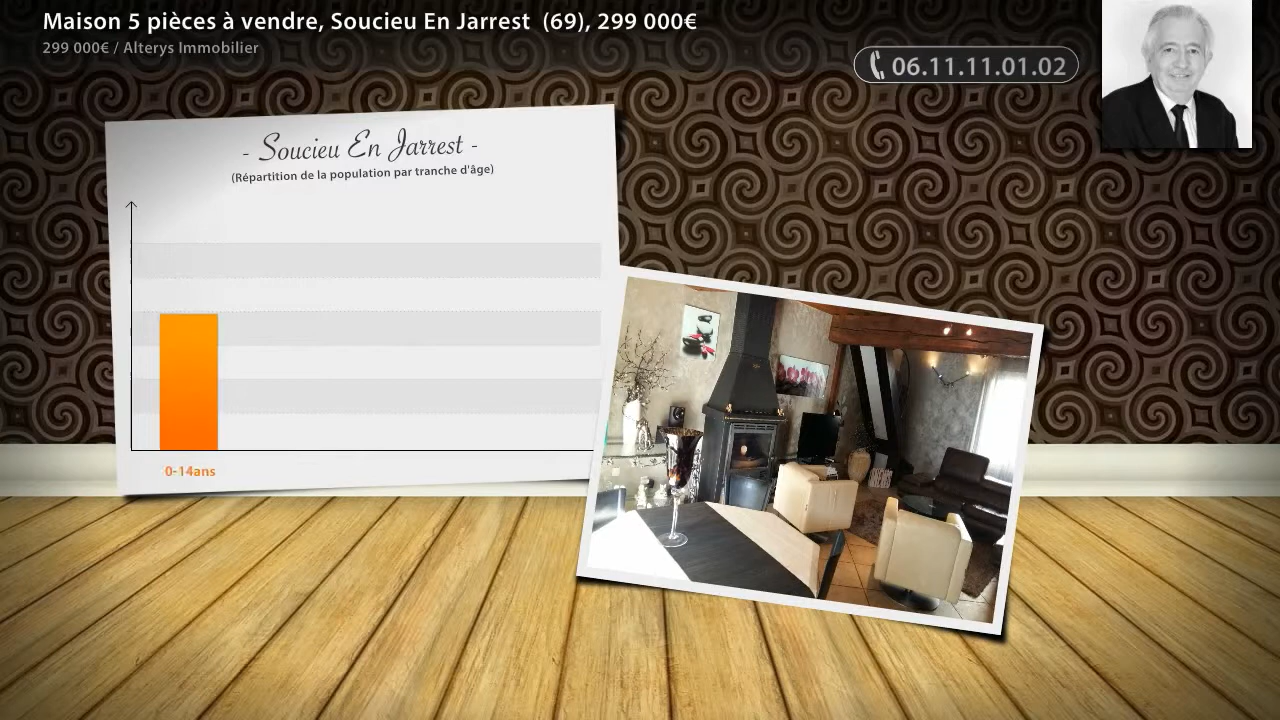 Maison 5 pièces à vendre, Soucieu En Jarrest (69), 299 000€
299 000€ / Alterys Immobilier
06.11.11.01.02
- Soucieu En Jarrest -
(Répartition de la population par tranche d'âge)
0-14ans